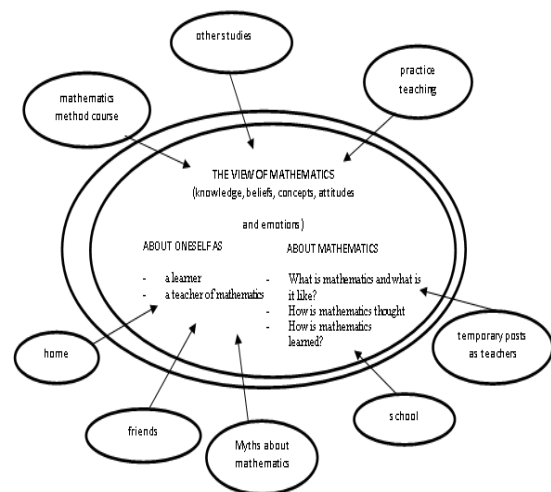 other studies
practice
teaching
mathematics
method course
THE VIEW OF MATHEMATICS
(knowledge, beliefs, concepts, attitudes
and emotions)
ABOUT ONESELF AS
- a learner
- a teacher of mathematics
ABOUT MATHEMATICS
- What is mathematics and what is
it like?
- How is mathematics thought
- How is mathematics
learned?
home
temporary posts
as teachers
friends
Myths about
mathematics
school